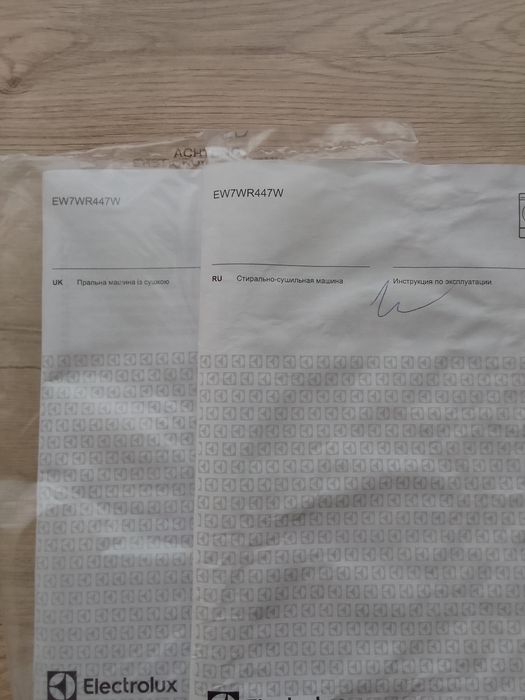 EW7WR447W
UK Пральна машина із сушкою
Electrolux
EW7WR447W
RU Стирально-сушильная машина Инструкция по эксплуатации